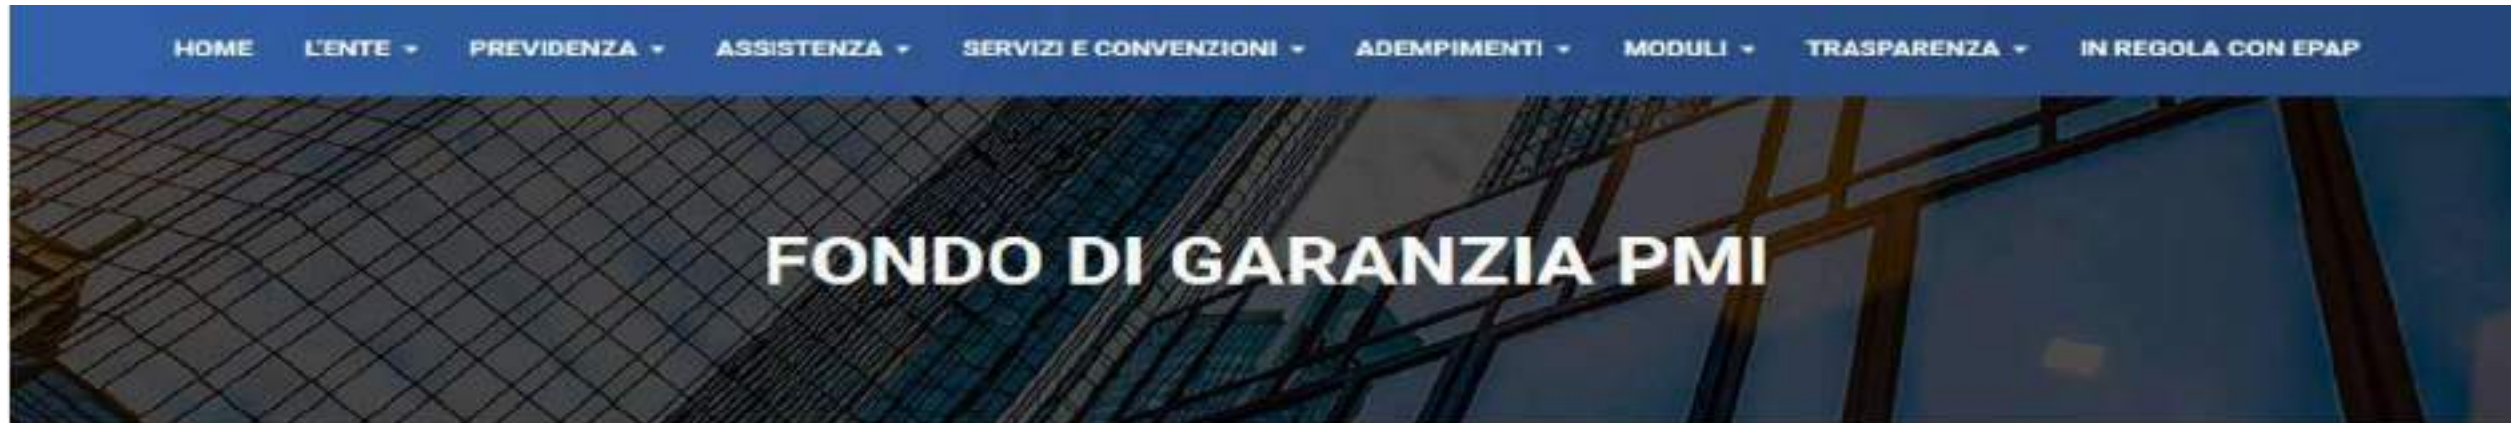 HOME L'ENTE PREVIDENZA ASSISTENZA SERVIZI E CONVENZIONI ADEMPIMENTI MODULI TRASPARENZA IN REGOLA CON EPAP
FONDO DI GARANZIA PMI